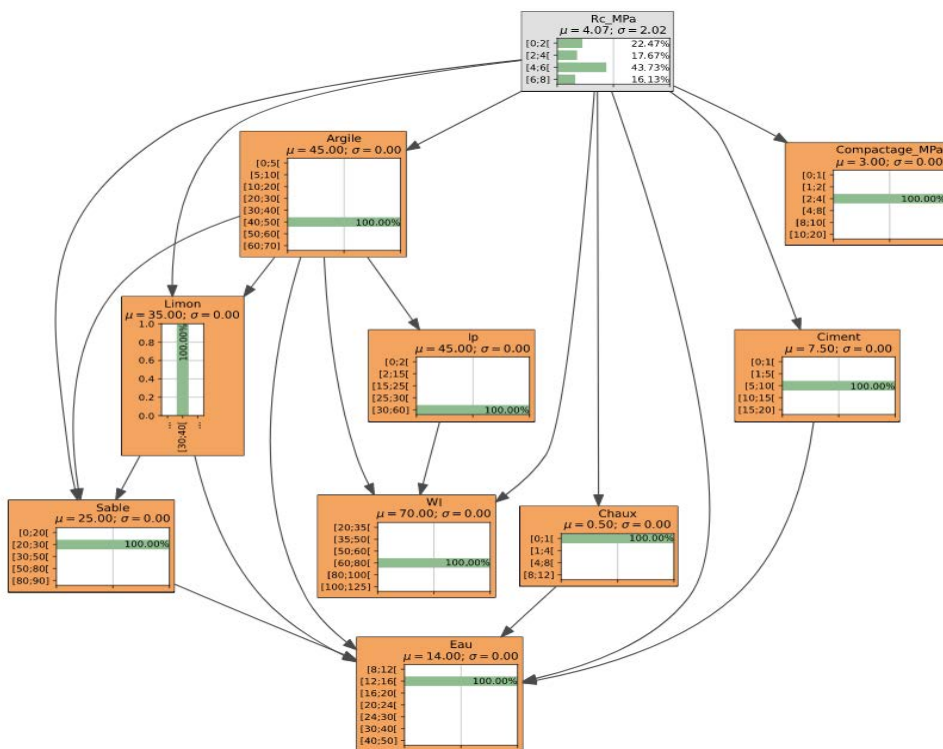 Rc_MPa
μ = 4.07; σ = 2.02
[0;2[ 22.47%
[2;4[ 17.67%
[4;6[ 43.73%
[6;8] 16.13%
Argile
μ = 45.00; σ = 0.00
[0;5[
[5;10[
[10;20[
[20;30[
[30;40[
[40;50[ 100.00%
[50;60[
[60;70]
Compactage_MPa
μ = 3.00; σ = 0.00
[0;1[
[1;2[
[2;4[ 100.00%
[4;8[
[8;10[
[10;20]
Limon
μ = 35.00; σ = 0.00
1.0
0.8
0.6
0.4
0.2
0.0
100.00%
[30;40[
Ip
μ = 45.00; σ = 0.00
[0;2[
[2;15[
[15;25[
[25;30[
[30;60] 100.00%
Ciment
μ = 7.50; σ = 0.00
[0;1[
[1;5[
[5;10[ 100.00%
[10;15[
[15;20]
Sable
μ = 25.00; σ = 0.00
[0;20[
[20;30[ 100.00%
[30;50[
[50;80[
[80;90]
Wl
μ = 70.00; σ = 0.00
[20;35[
[35;50[
[50;60[
[60;80[ 100.00%
[80;100[
[100;125]
Chaux
μ = 0.50; σ = 0.00
[0;1[ 100.00%
[1;4[
[4;8[
[8;12]
Eau
μ = 14.00; σ = 0.00
[8;12[
[12;16[ 100.00%
[16;20[
[20;24[
[24;30[
[30;40[
[40;50]